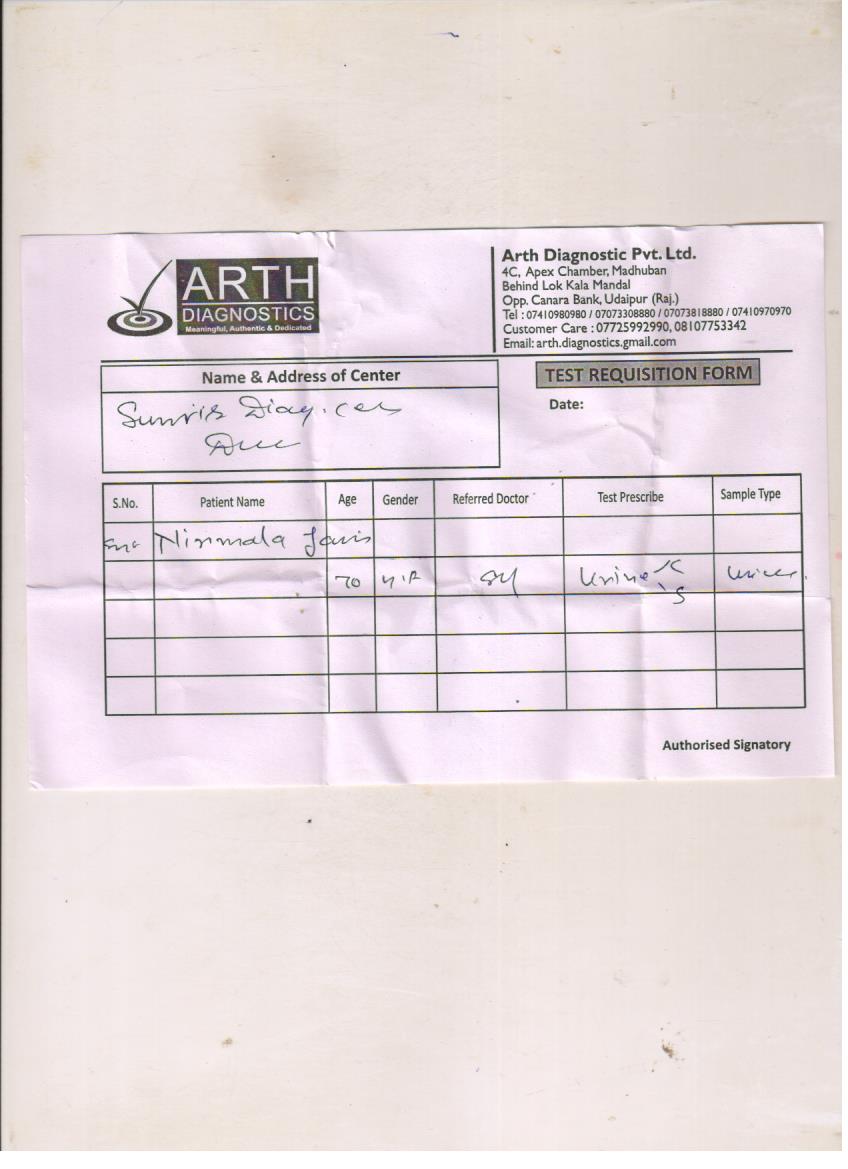 ARTH
DIAGNOSTICS
Meaningful, Authentic & Dedicated
Arth Diagnostic Pvt. Ltd.
4C, Apex Chamber, Madhuban
Behind Lok Kala Mandal
Opp. Canara Bank, Udaipur (Raj.)
Tel : 07410980980 / 07073308880 / 07073818880 / 07410970970
Customer Care : 07725992990, 08107753342
Email: arth.diagnostics.gmail.com
Name & Address of Center
TEST REQUISITION FORM
Date:
S.No. Patient Name Age Gender Referred Doctor Test Prescribe Sample Type
Nirmala
70 Urine C
S
Authorised Signatory